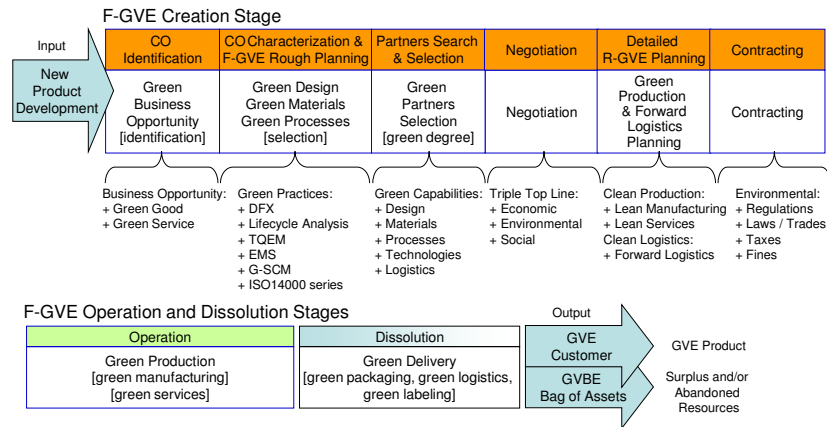 F-GVE Creation Stage
Input
New
Product
Development
CO
Identification
Green
Business
Opportunity
[identification]
CO Characterization &
F-GVE Rough Planning
Green Design
Green Materials
Green Processes
[selection]
Partners Search
& Selection
Green
Partners
Selection
[green degree]
Negotiation
Negotiation
Detailed
R-GVE Planning
Green
Production
& Forward
Logistics
Planning
Contracting
Contracting
Business Opportunity:
+ Green Good
+ Green Service
Green Practices:
+ DFX
+ Lifecycle Analysis
+ TQEM
+ EMS
+ G-SCM
+ ISO14000 series
Green Capabilities:
+ Design
+ Materials
+ Processes
+ Technologies
+ Logistics
Triple Top Line:
+ Economic
+ Environmental
+ Social
Clean Production:
+ Lean Manufacturing
+ Lean Services
Clean Logistics:
+ Forward Logistics
Environmental:
+ Regulations
+ Laws / Trades
+ Taxes
+ Fines
F-GVE Operation and Dissolution Stages
Operation
Green Production
[green manufacturing]
[green services]
Dissolution
Green Delivery
[green packaging, green logistics,
green labeling]
Output
GVE
Customer
GVBE
Bag of Assets
GVE Product
Surplus and/or
Abandoned
Resources